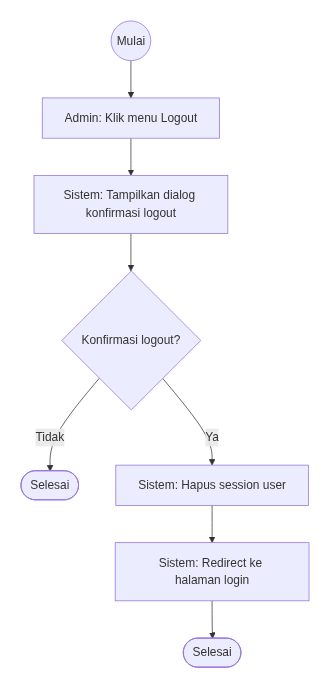 Mulai
Admin: Klik menu Logout
Sistem: Tampilkan dialog
konfirmasi logout
Konfirmasi logout?
Tidak
Ya
Selesai
Sistem: Hapus session user
Sistem: Redirect ke
halaman login
Selesai